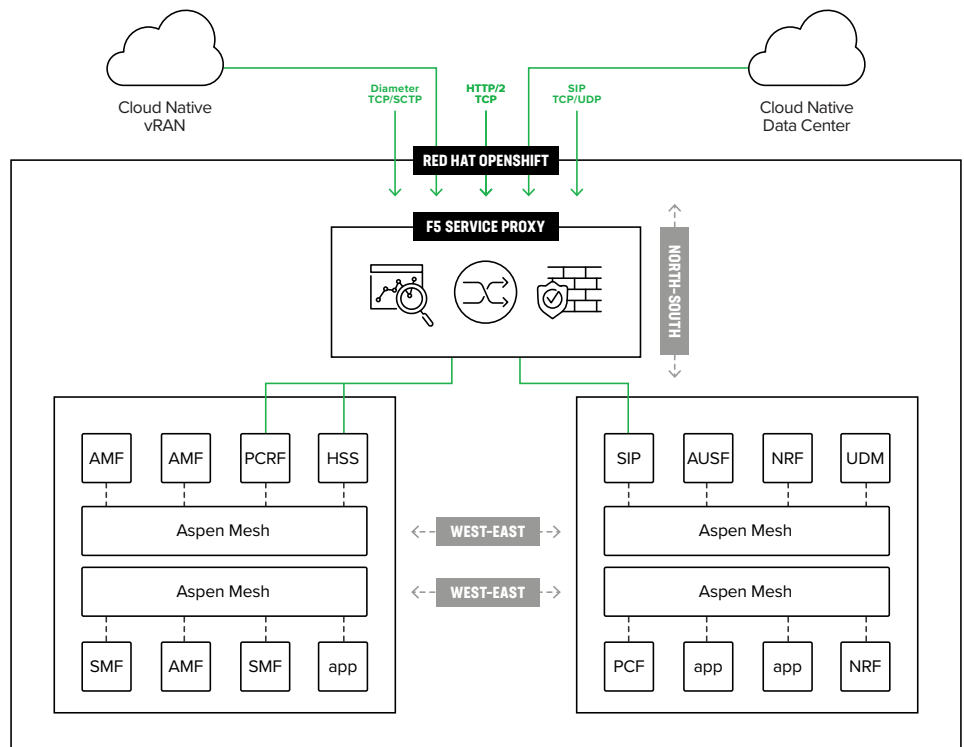 Cloud Native
vRAN
Diameter
TCP/SCTP
HTTP/2
TCP
SIP
TCP/UDP
Cloud Native
Data Center
RED HAT OPENSHIFT
F5 SERVICE PROXY
NORTH-SOUTH
AMF
AMF
PCRF
HSS
Aspen Mesh
Aspen Mesh
SMF
AMF
SMF
app
WEST-EAST
WEST-EAST
SIP
AUSF
NRF
UDM
Aspen Mesh
Aspen Mesh
PCF
app
app
NRF